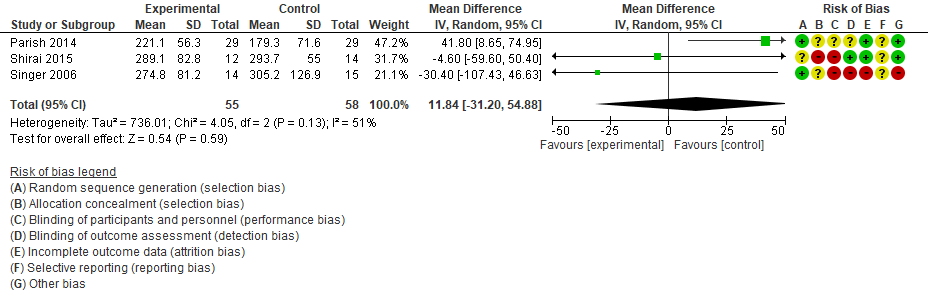 Experimental Control Mean Difference Mean Difference Risk of Bias
Study or Subgroup Mean SD Total Mean SD Total Weight IV, Random, 95% CI IV, Random, 95% CI A B C D E F G
Parish 2014 221.1 56.3 29 179.3 71.6 29 47.2% 41.80 [8.65, 74.95] + ? ? ? + ? +
Shirai 2015 289.1 82.8 12 293.7 55 14 31.7% -4.60 [-59.60, 50.40] ? - - + + ? -
Singer 2006 274.8 81.2 14 305.2 126.9 15 21.1% -30.40 [-107.43, 46.63] + ? - - - ? -
Total (95% CI) 55 58 100.0% 11.84 [-31.20, 54.88]
Heterogeneity: Tau² = 736.01; Chi² = 4.05, df = 2 (P = 0.13); I² = 51%
Test for overall effect: Z = 0.54 (P = 0.59)
-50 -25 0 25 50
Favours [experimental] Favours [control]
Risk of bias legend
(A) Random sequence generation (selection bias)
(B) Allocation concealment (selection bias)
(C) Blinding of participants and personnel (performance bias)
(D) Blinding of outcome assessment (detection bias)
(E) Incomplete outcome data (attrition bias)
(F) Selective reporting (reporting bias)
(G) Other bias